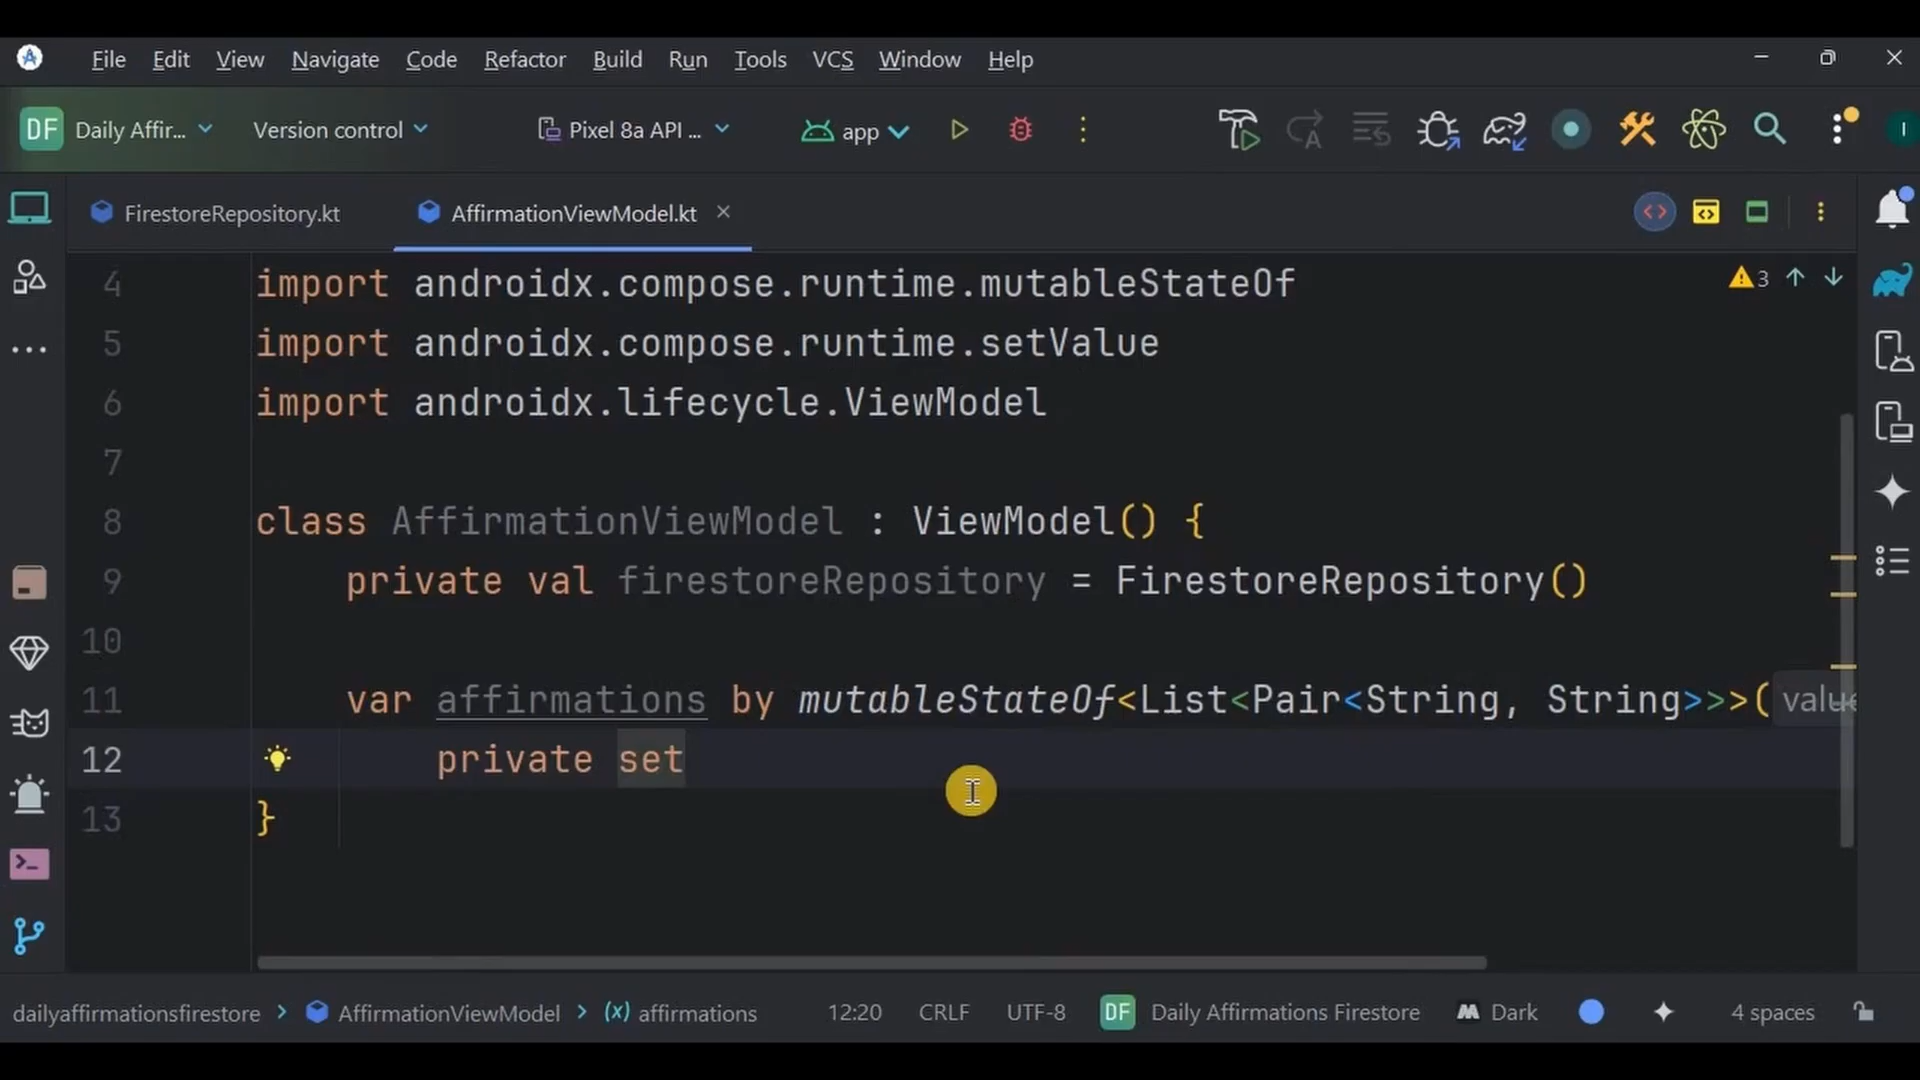 File Edit View Navigate Code Refactor Build Run Tools VCS Window Help
DF Daily Affir... Version control Pixel 8a API ... app I
FirestoreRepository.kt AffirmationViewModel.kt
4 import androidx.compose.runtime.mutableStateOf 3
5 import androidx.compose.runtime.setValue
6 import androidx.lifecycle.ViewModel
7
8 class AffirmationViewModel : ViewModel() {
9 private val firestoreRepository = FirestoreRepository()
10
11 var affirmations by mutableStateOf<List<Pair<String, String>>>( value
12 private set
13 }
dailyaffirmationsfirestore > AffirmationViewModel > (x) affirmations 12:20 CRLF UTF-8 DF Daily Affirmations Firestore M Dark 4 spaces